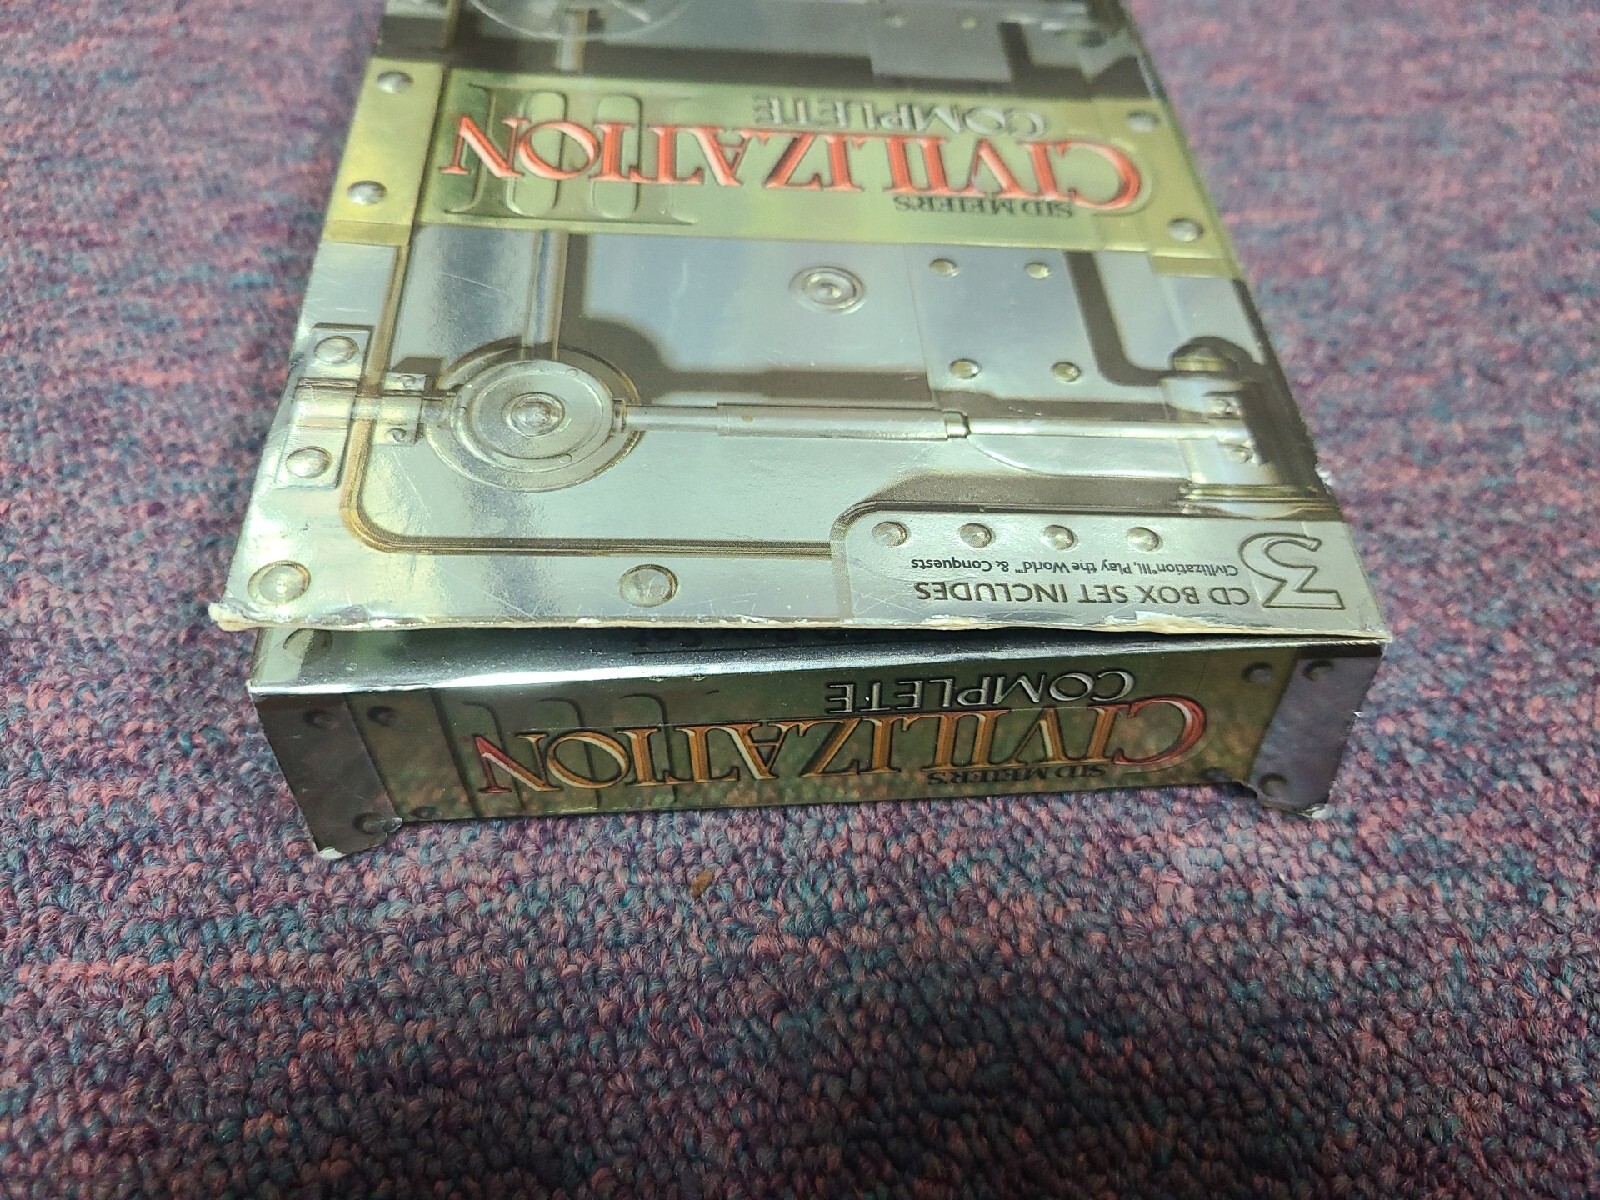 SID MEIER'S
CIVILIZATION
III
COMPLETE
3
CD BOX SET INCLUDES
Civilization® III, Play the World™ & Conquests
SID MEIER'S
CIVILIZATION
III
COMPLETE